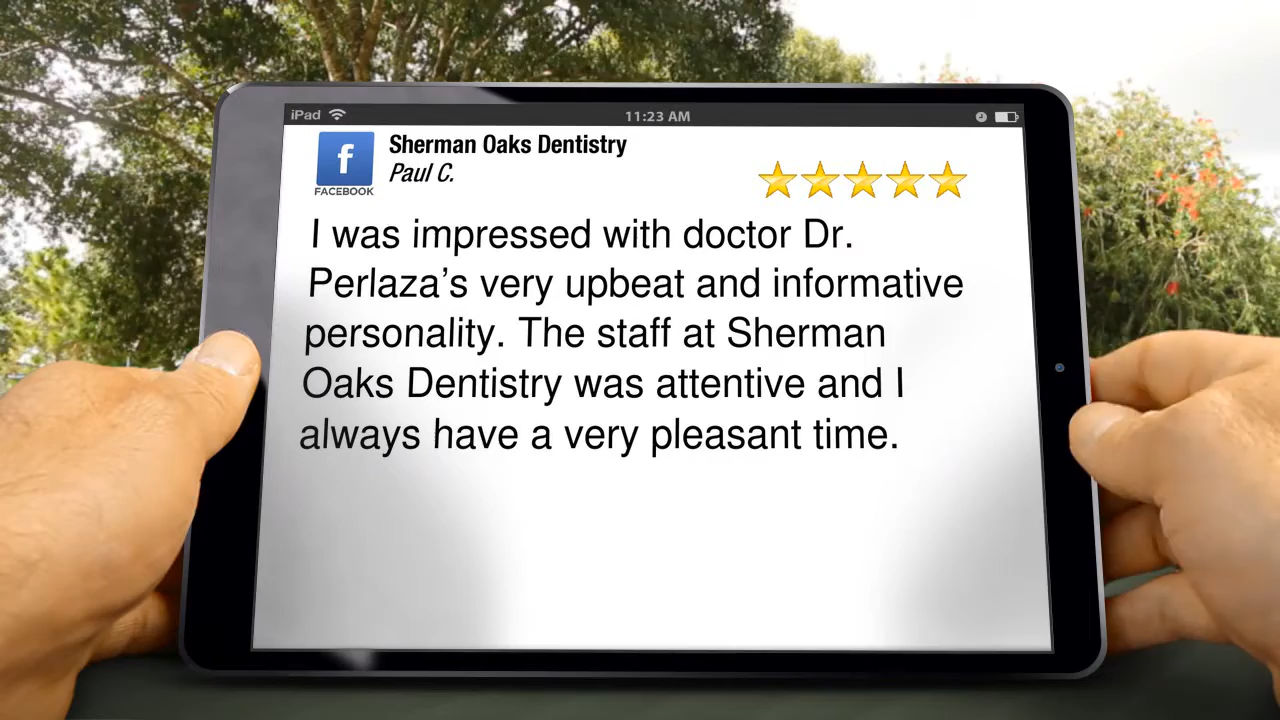 iPad
11:23 AM
f
FACEBOOK
Sherman Oaks Dentistry
Paul C.
I was impressed with doctor Dr.
Perlaza's very upbeat and informative
personality. The staff at Sherman
Oaks Dentistry was attentive and I
always have a very pleasant time.